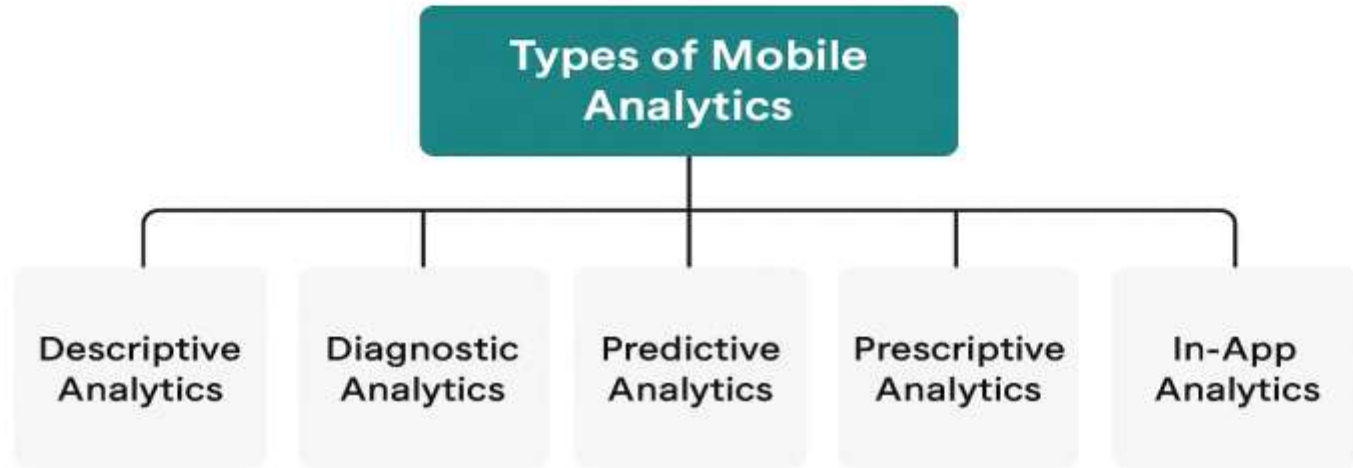 Types of Mobile
Analytics
Descriptive
Analytics
Diagnostic
Analytics
Predictive
Analytics
Prescriptive
Analytics
In-App
Analytics